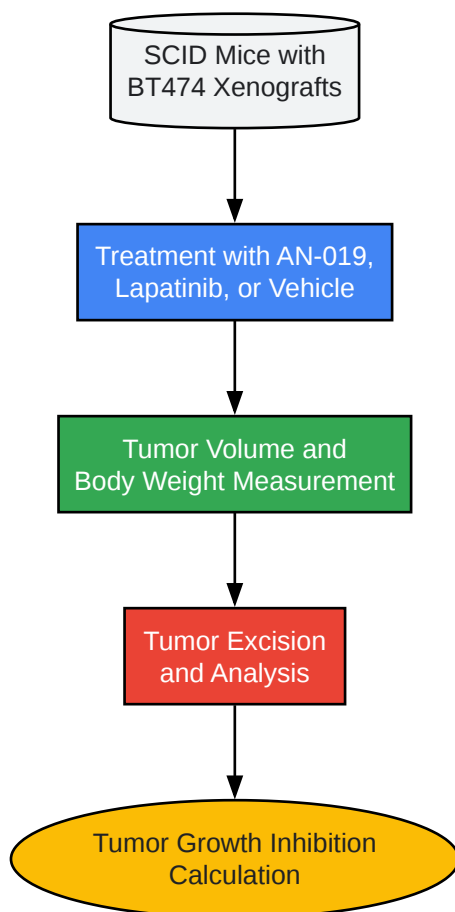 SCID Mice with
BT474 Xenografts
Treatment with AN-019,
Lapatinib, or Vehicle
Tumor Volume and
Body Weight Measurement
Tumor Excision
and Analysis
Tumor Growth Inhibition
Calculation